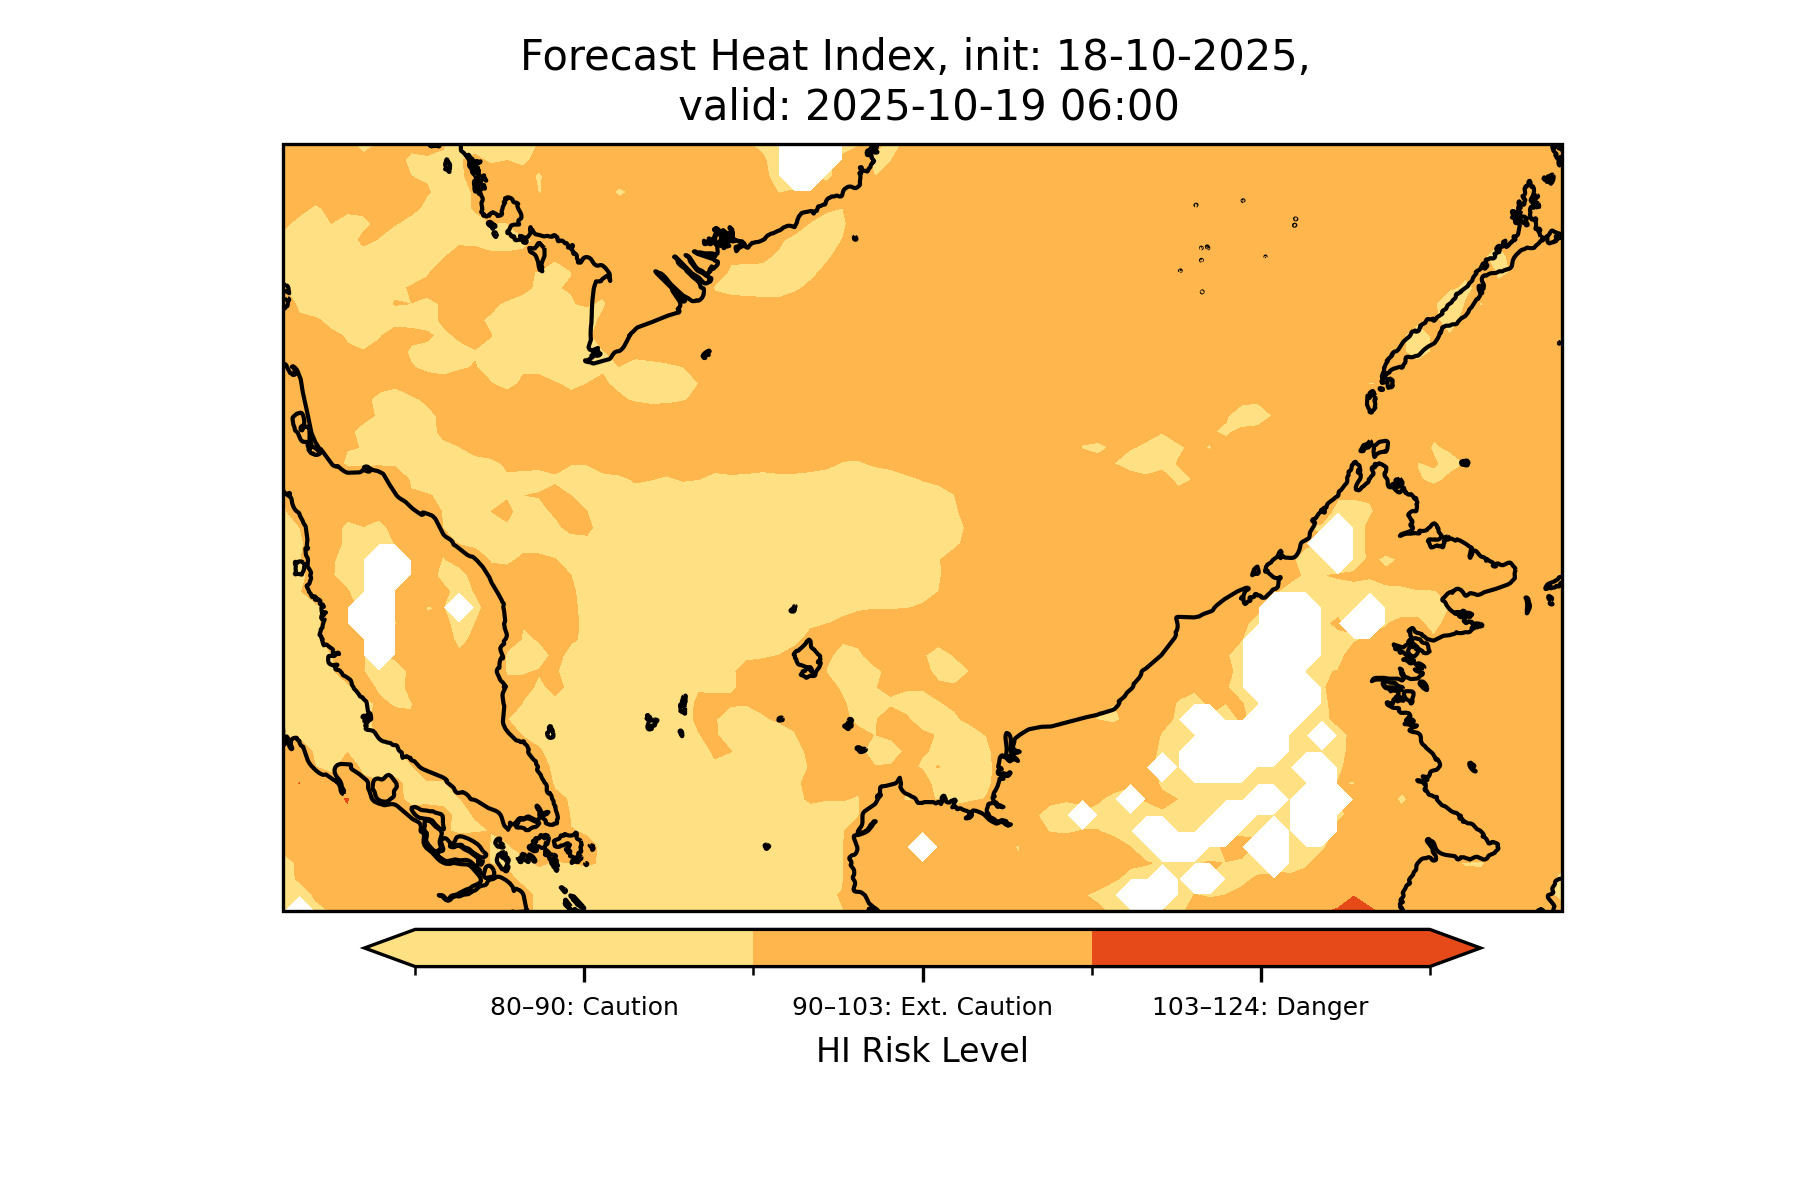 Forecast Heat Index, init: 18-10-2025,
valid: 2025-10-19 06:00
80–90: Caution
90–103: Ext. Caution
103–124: Danger
HI Risk Level